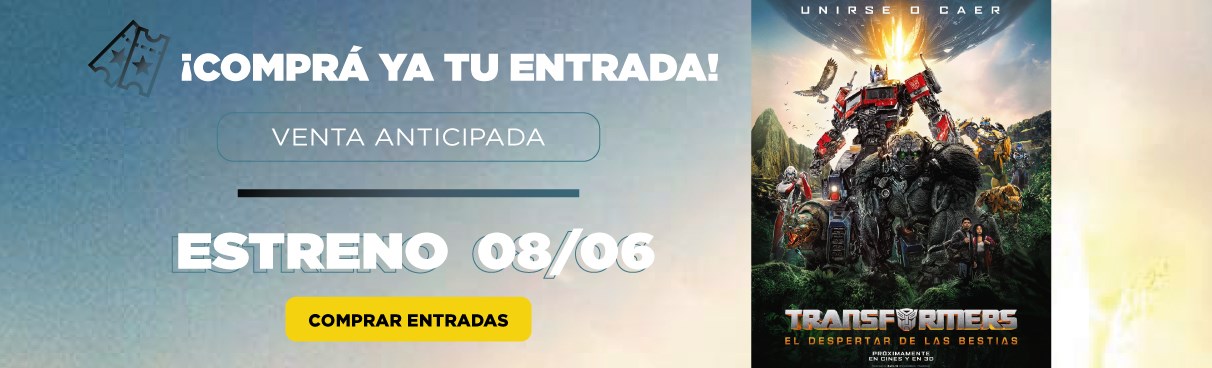 ¡COMPRÁ YA TU ENTRADA!
VENTA ANTICIPADA
ESTRENO 08/06
COMPRAR ENTRADAS
UNIRSE O CAER
TRANSFORMERS
EL DESPERTAR DE LAS BESTIAS
PRÓXIMAMENTE
EN CINES Y EN 3D